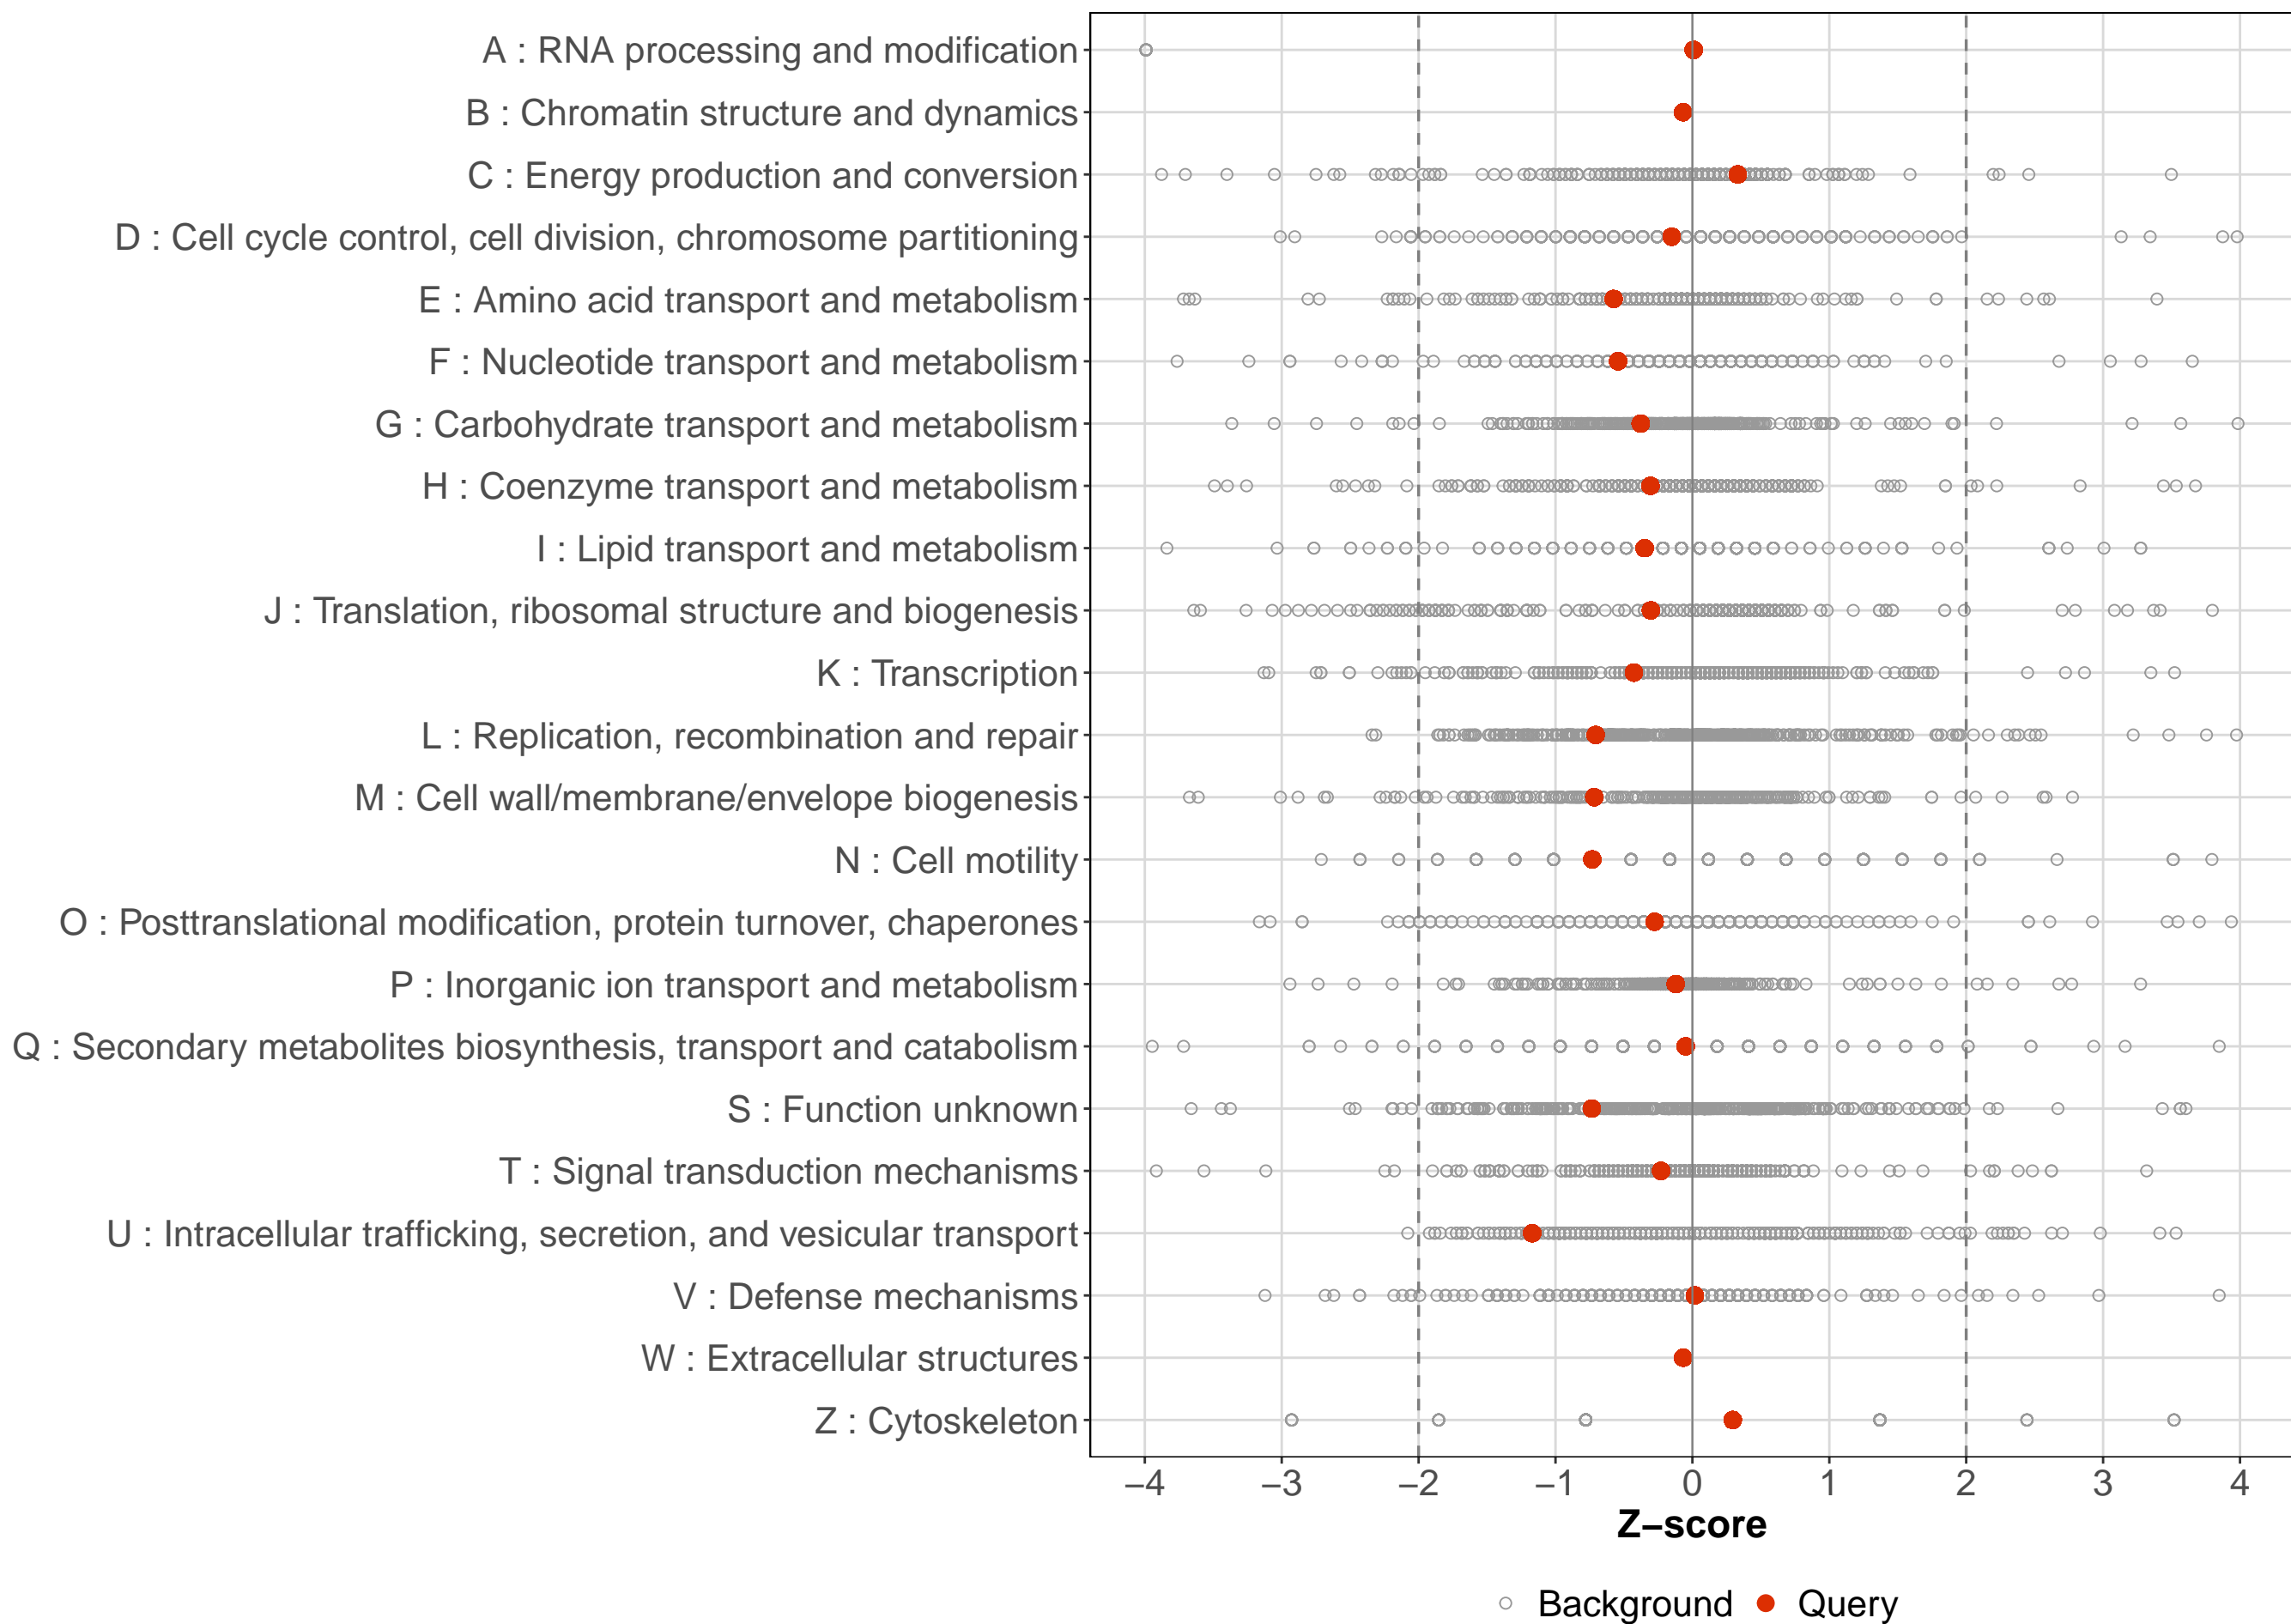 A : RNA processing and modification
B : Chromatin structure and dynamics
C : Energy production and conversion
D : Cell cycle control, cell division, chromosome partitioning
E : Amino acid transport and metabolism
F : Nucleotide transport and metabolism
G : Carbohydrate transport and metabolism
H : Coenzyme transport and metabolism
I : Lipid transport and metabolism
J : Translation, ribosomal structure and biogenesis
K : Transcription
L : Replication, recombination and repair
M : Cell wall/membrane/envelope biogenesis
N : Cell motility
O : Posttranslational modification, protein turnover, chaperones
P : Inorganic ion transport and metabolism
Q : Secondary metabolites biosynthesis, transport and catabolism
S : Function unknown
T : Signal transduction mechanisms
U : Intracellular trafficking, secretion, and vesicular transport
V : Defense mechanisms
W : Extracellular structures
Z : Cytoskeleton
−4 −3 −2 −1 0 1 2 3 4
Z−score
Background Query